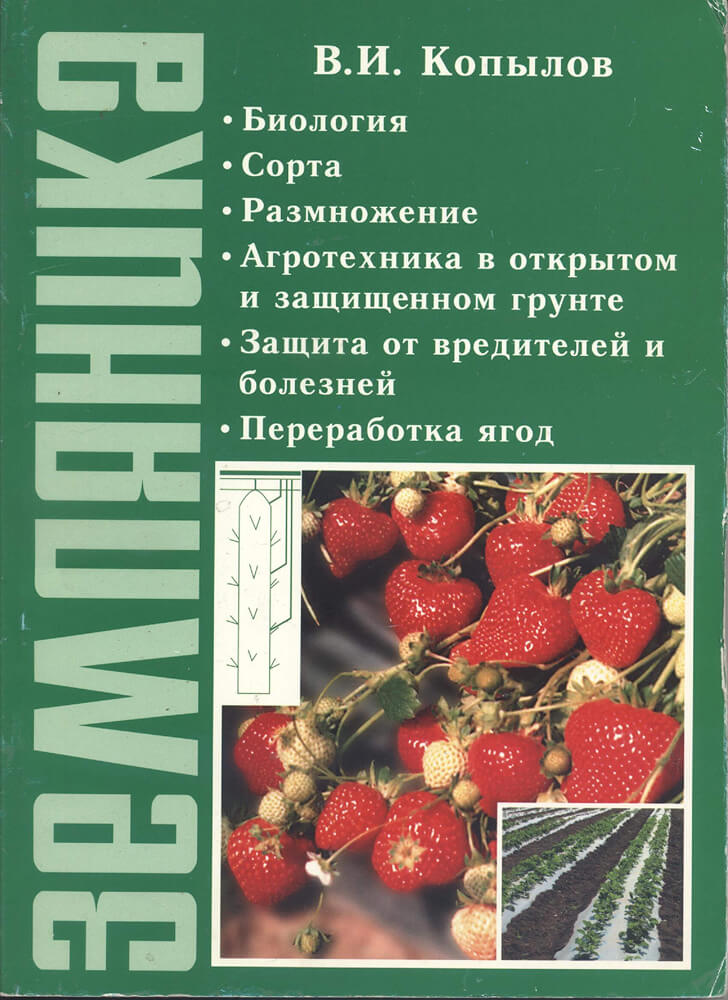 В.И. Копылов
• Биология
• Сорта
• Размножение
• Агротехника в открытом
и защищенном грунте
• Защита от вредителей и
болезней
• Переработка ягод
земляника